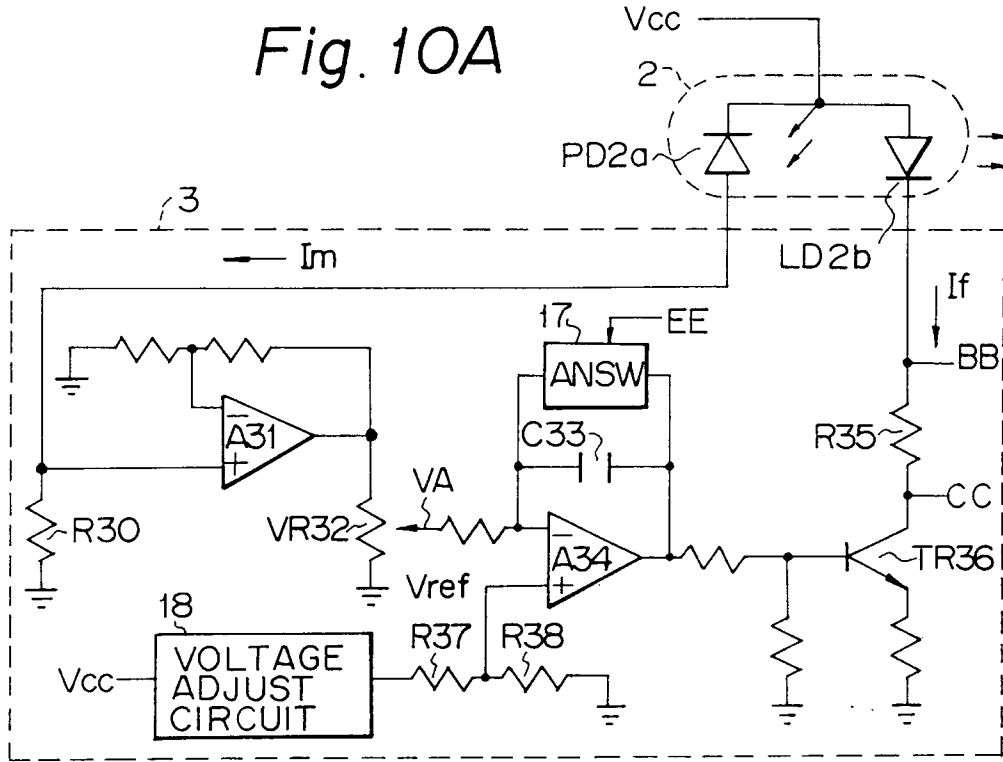 Fig. 10A
Vcc
2
PD2a
LD2b
3
Im
If
17
EE
ANSW
BB
C33
R35
A31
−
+
VA
CC
R30
VR32
A34
−
+
TR36
Vref
18
R37
R38
Vcc
VOLTAGE
ADJUST
CIRCUIT